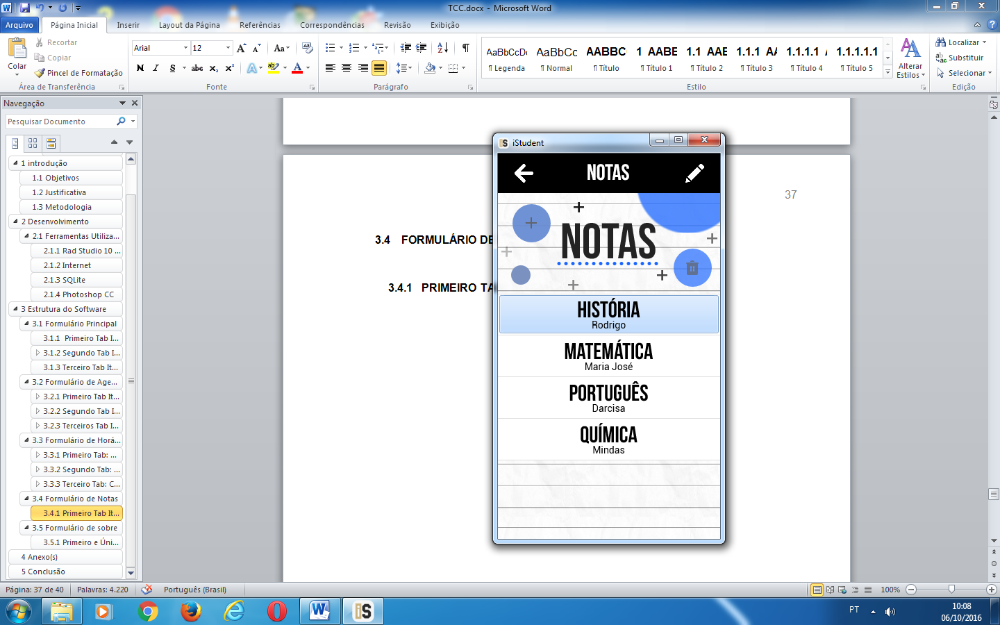 TCC.docx - Microsoft Word
Arquivo
Página Inicial
Inserir
Layout da Página
Referências
Correspondências
Revisão
Exibição
Colar
Recortar
Copiar
Pincel de Formatação
Área de Transferência
Arial
12
N I S abc x₂ x²
Aa
Fonte
Parágrafo
AaBbCcDc
¶ Legenda
AaBbCc
¶ Normal
AABBC
¶ Título
1 AABE
¶ Título 1
1.1 AAE
¶ Título 2
1.1.1 AA
¶ Título 3
1.1.1.1 A
¶ Título 4
1.1.1.1.1
¶ Título 5
Estilo
Alterar
Estilos
Localizar
Substituir
Selecionar
Edição
Navegação
Pesquisar Documento
1 introdução
1.1 Objetivos
1.2 Justificativa
1.3 Metodologia
2 Desenvolvimento
2.1 Ferramentas Utiliza...
2.1.1 Rad Studio 10 ...
2.1.2 Internet
2.1.3 SQLite
2.1.4 Photoshop CC
3 Estrutura do Software
3.1 Formulário Principal
3.1.1 Primeiro Tab I...
3.1.2 Segundo Tab I...
3.1.3 Terceiro Tab It...
3.2 Formulário de Age...
3.2.1 Primeiro Tab It...
3.2.2 Segundo Tab I...
3.2.3 Terceiros Tab I...
3.3 Formulário de Horá...
3.3.1 Primeiro Tab: ...
3.3.2 Segundo Tab: ...
3.3.3 Terceiro Tab: C...
3.4 Formulário de Notas
3.4.1 Primeiro Tab It...
3.5 Formulário de sobre
3.5.1 Primeiro e Úni...
4 Anexo(s)
5 Conclusão
37
3.4 FORMULÁRIO DE
3.4.1 PRIMEIRO TA
iS iStudent
NOTAS
NOTAS
HISTÓRIA
Rodrigo
MATEMÁTICA
Maria José
PORTUGUÊS
Darcisa
QUÍMICA
Mindas
Página: 37 de 40
Palavras: 4.220
Português (Brasil)
100%
iS
PT
10:08
06/10/2016